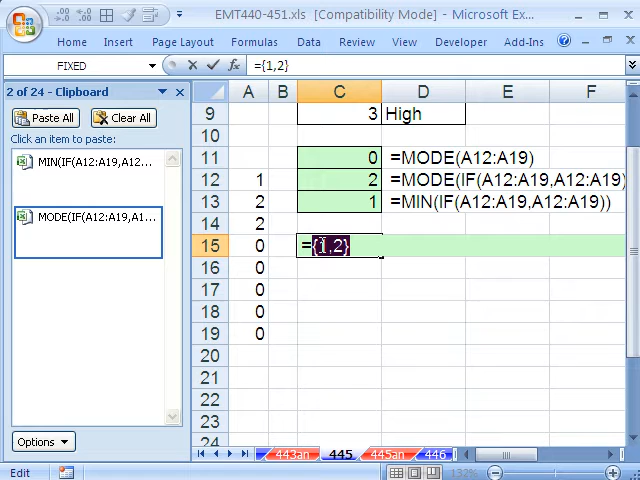 EMT440-451.xls [Compatibility Mode] - Microsoft Ex...
Home Insert Page Layout Formulas Data Review View Developer Add-Ins
FIXED ={1,2}
2 of 24 - Clipboard
Paste All Clear All
Click an item to paste:
MIN(IF(A12:A19,A12...
MODE(IF(A12:A19,A1...
Options
A B C D E F
9 3 High
10
11 0 =MODE(A12:A19)
12 1 2 =MODE(IF(A12:A19,A12:A19)
13 2 1 =MIN(IF(A12:A19,A12:A19))
14 2
15 0 ={1,2}
16 0
17 0
18 0
19 0
20
21
22
23
24
443an 445 445an 446
Edit 132%